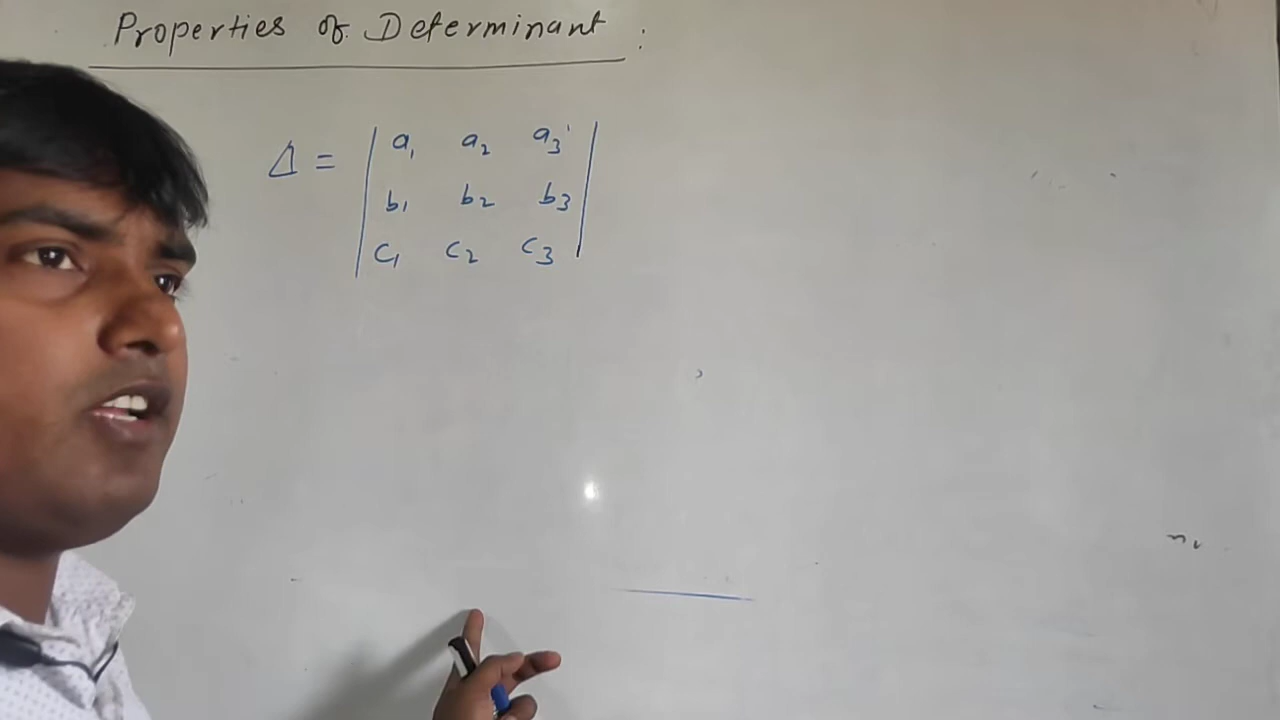 Properties of Determinant :
Δ = | a₁ a₂ a₃ |
| b₁ b₂ b₃ |
| c₁ c₂ c₃ |